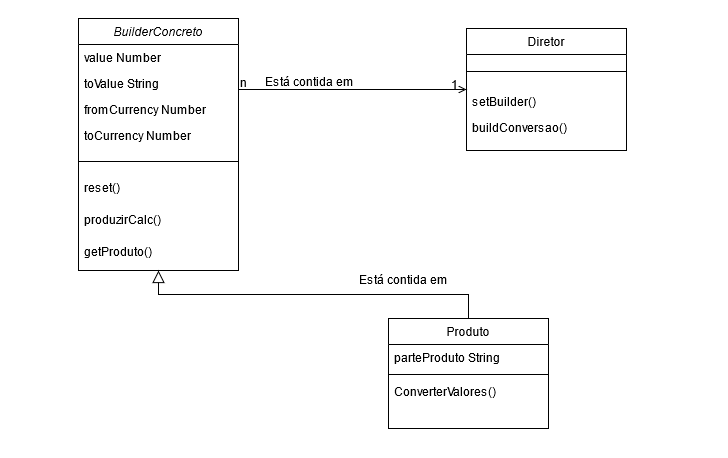 BuilderConcreto
value Number
toValue String
fromCurrency Number
toCurrency Number
reset()
produzirCalc()
getProduto()
n
Está contida em
1
Diretor
setBuilder()
buildConversao()
Está contida em
Produto
parteProduto String
ConverterValores()